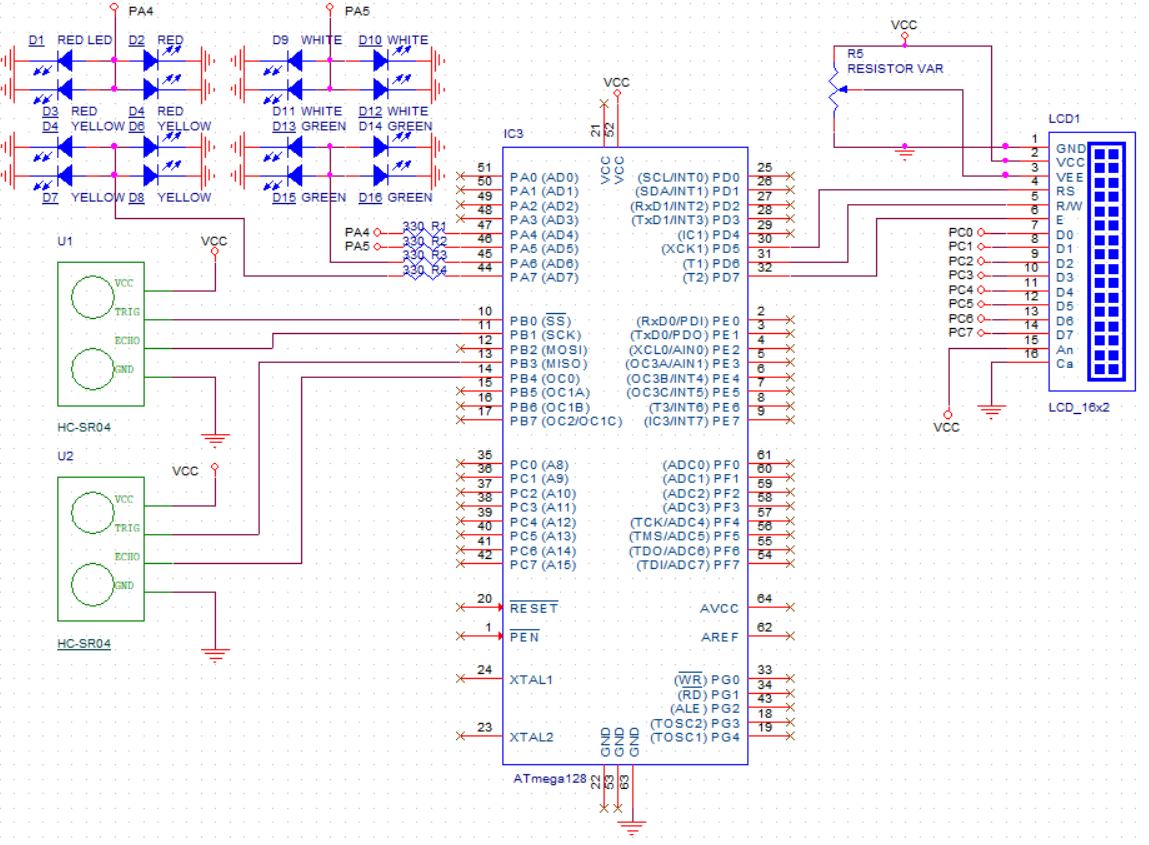 PA4
PA5
D1 RED LED D2 RED
D9 WHITE D10 WHITE
D3 RED D4 RED
D11 WHITE D12 WHITE
D4 YELLOW D6 YELLOW
D13 GREEN D14 GREEN
D7 YELLOW D8 YELLOW
D15 GREEN D16 GREEN
U1
VCC
VCC
TRIG
ECHO
GND
HC-SR04
U2
VCC
VCC
TRIG
ECHO
GND
HC-SR04
PA4 330 R1
PA5 330 R2
330 R3
330 R4
VCC
21
52
IC3
VCC
VCC
51 PA0 (AD0)
50 PA1 (AD1)
49 PA2 (AD2)
48 PA3 (AD3)
47 PA4 (AD4)
46 PA5 (AD5)
45 PA6 (AD6)
44 PA7 (AD7)
10 PB0 (SS)
11 PB1 (SCK)
12 PB2 (MOSI)
13 PB3 (MISO)
14 PB4 (OC0)
15 PB5 (OC1A)
16 PB6 (OC1B)
17 PB7 (OC2/OC1C)
35 PC0 (A8)
36 PC1 (A9)
37 PC2 (A10)
38 PC3 (A11)
39 PC4 (A12)
40 PC5 (A13)
41 PC6 (A14)
42 PC7 (A15)
20 RESET
1 PEN
24 XTAL1
23 XTAL2
(SCL/INT0) PD0 25
(SDA/INT1) PD1 26
(RxD1/INT2) PD2 27
(TxD1/INT3) PD3 28
(IC1) PD4 29
(XCK1) PD5 30
(T1) PD6 31
(T2) PD7 32
(RxD0/PDI) PE0 2
(TxD0/PDO) PE1 3
(XCL0/AIN0) PE2 4
(OC3A/AIN1) PE3 5
(OC3B/INT4) PE4 6
(OC3C/INT5) PE5 7
(T3/INT6) PE6 8
(IC3/INT7) PE7 9
(ADC0) PF0 61
(ADC1) PF1 60
(ADC2) PF2 59
(ADC3) PF3 58
(TCK/ADC4) PF4 57
(TMS/ADC5) PF5 56
(TDO/ADC6) PF6 55
(TDI/ADC7) PF7 54
AVCC 64
AREF 62
(WR) PG0 33
(RD) PG1 34
(ALE) PG2 43
(TOSC2) PG3 18
(TOSC1) PG4 19
GND
GND
GND
ATmega128
22
53
63
VCC
R5
RESISTOR VAR
LCD1
1 GND
2 VCC
3 VEE
4 RS
5 R/W
6 E
PC0 7 D0
PC1 8 D1
PC2 9 D2
PC3 10 D3
PC4 11 D4
PC5 12 D5
PC6 13 D6
PC7 14 D7
15 An
16 Ca
LCD_16x2
VCC